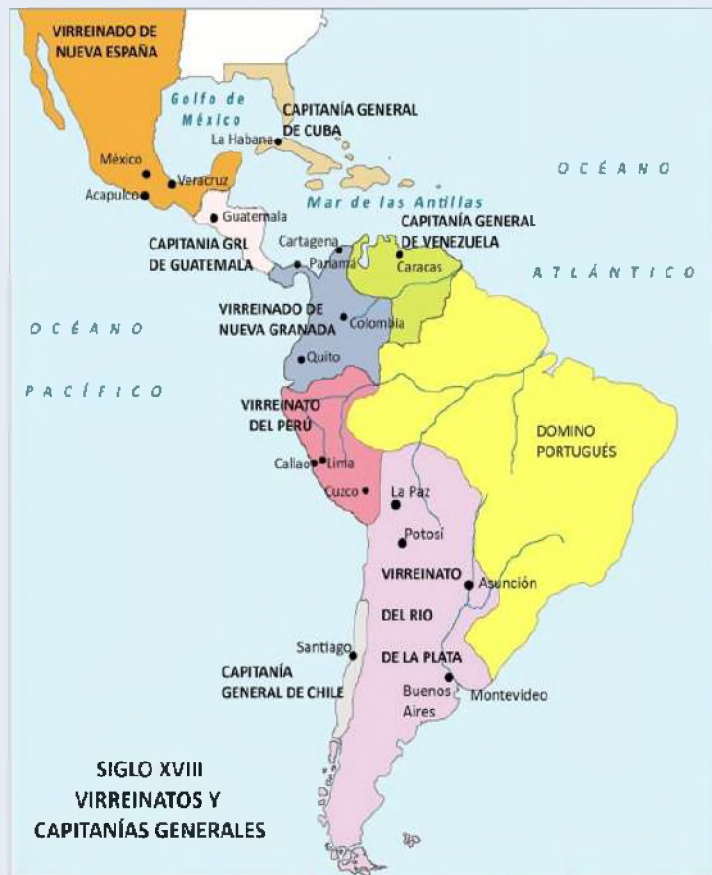 VIRREINADO DE
NUEVA ESPAÑA
Golfo de
México
CAPITANÍA GENERAL
DE CUBA
La Habana
México
Veracruz
Acapulco
OCÉANO
Mar de las Antillas
Guatemala
CAPITANIA GRL
DE GUATEMALA
Cartagena
Panamá
CAPITANÍA GENERAL
DE VENEZUELA
Caracas
ATLÁNTICO
VIRREINADO DE
NUEVA GRANADA
Colombia
OCÉANO
Quito
PACÍFICO
VIRREINATO
DEL PERÚ
DOMINO
PORTUGUÉS
Callao
Lima
Cuzco
La Paz
Potosí
VIRREINATO
Asunción
DEL RIO
Santiago
DE LA PLATA
CAPITANÍA
GENERAL DE CHILE
Buenos
Aires
Montevideo
SIGLO XVIII
VIRREINATOS Y
CAPITANÍAS GENERALES